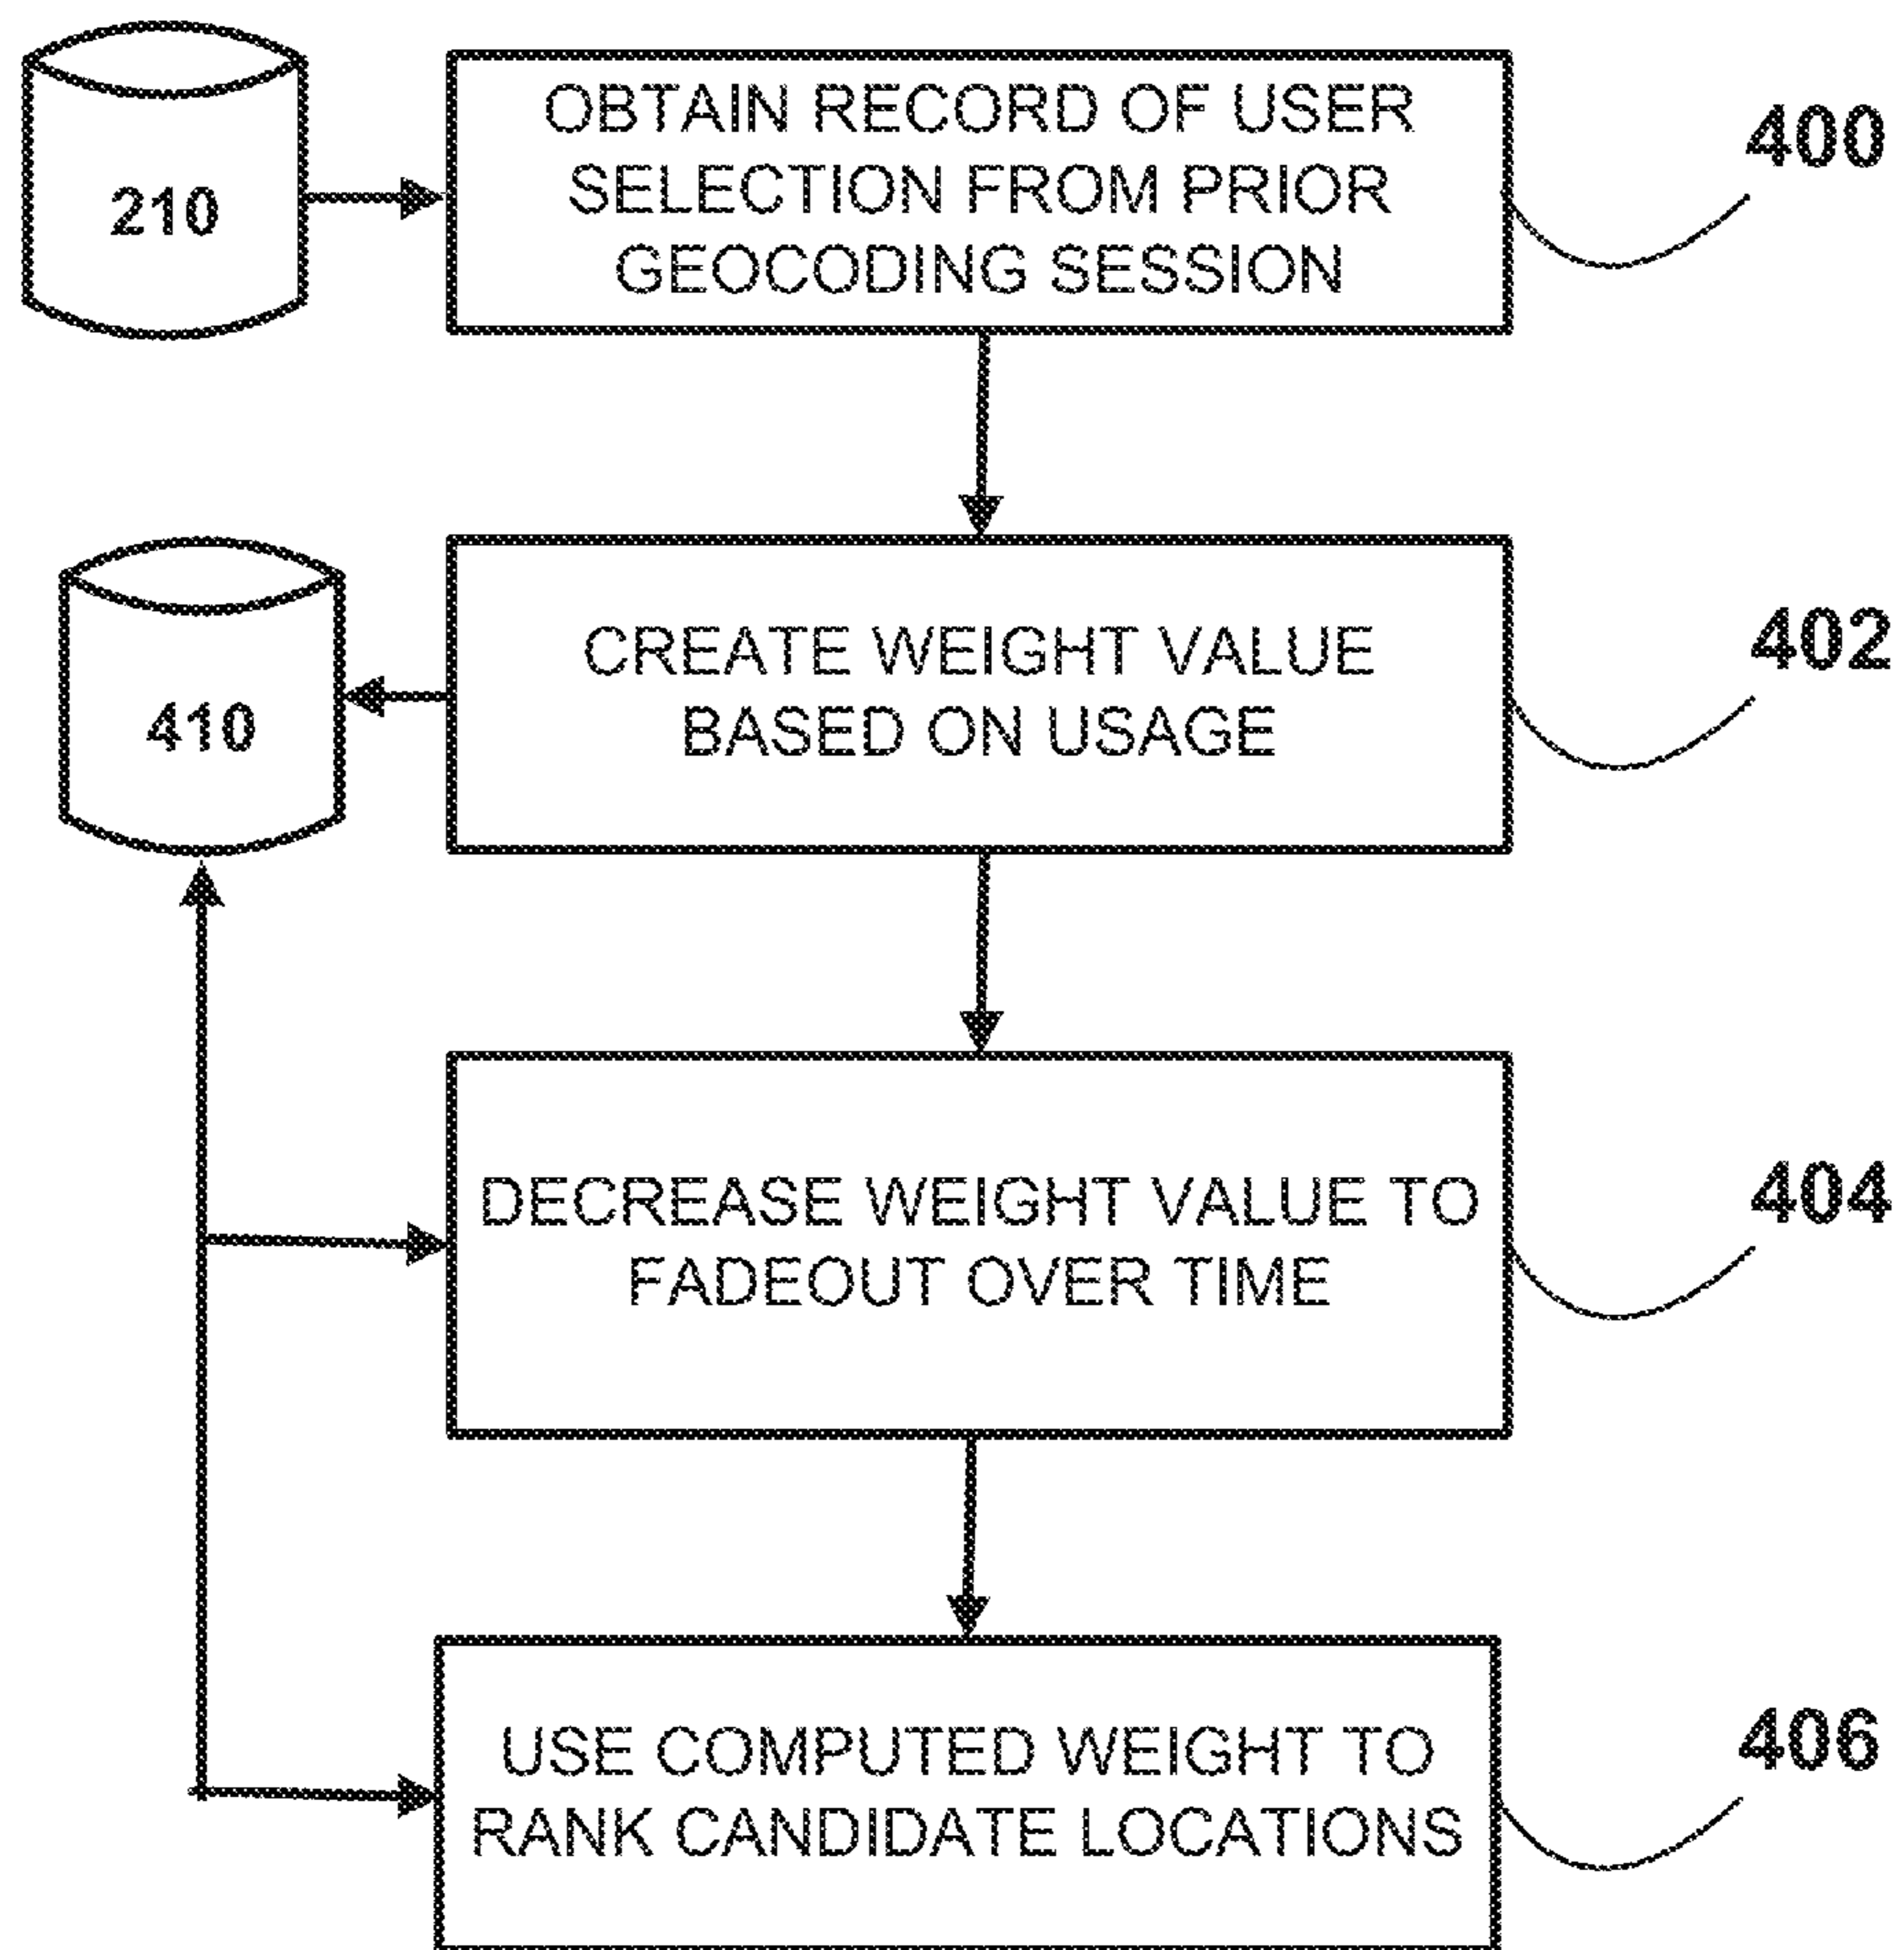 210
OBTAIN RECORD OF USER
SELECTION FROM PRIOR
GEOCODING SESSION
400
410
CREATE WEIGHT VALUE
BASED ON USAGE
402
DECREASE WEIGHT VALUE TO
FADEOUT OVER TIME
404
USE COMPUTED WEIGHT TO
RANK CANDIDATE LOCATIONS
406